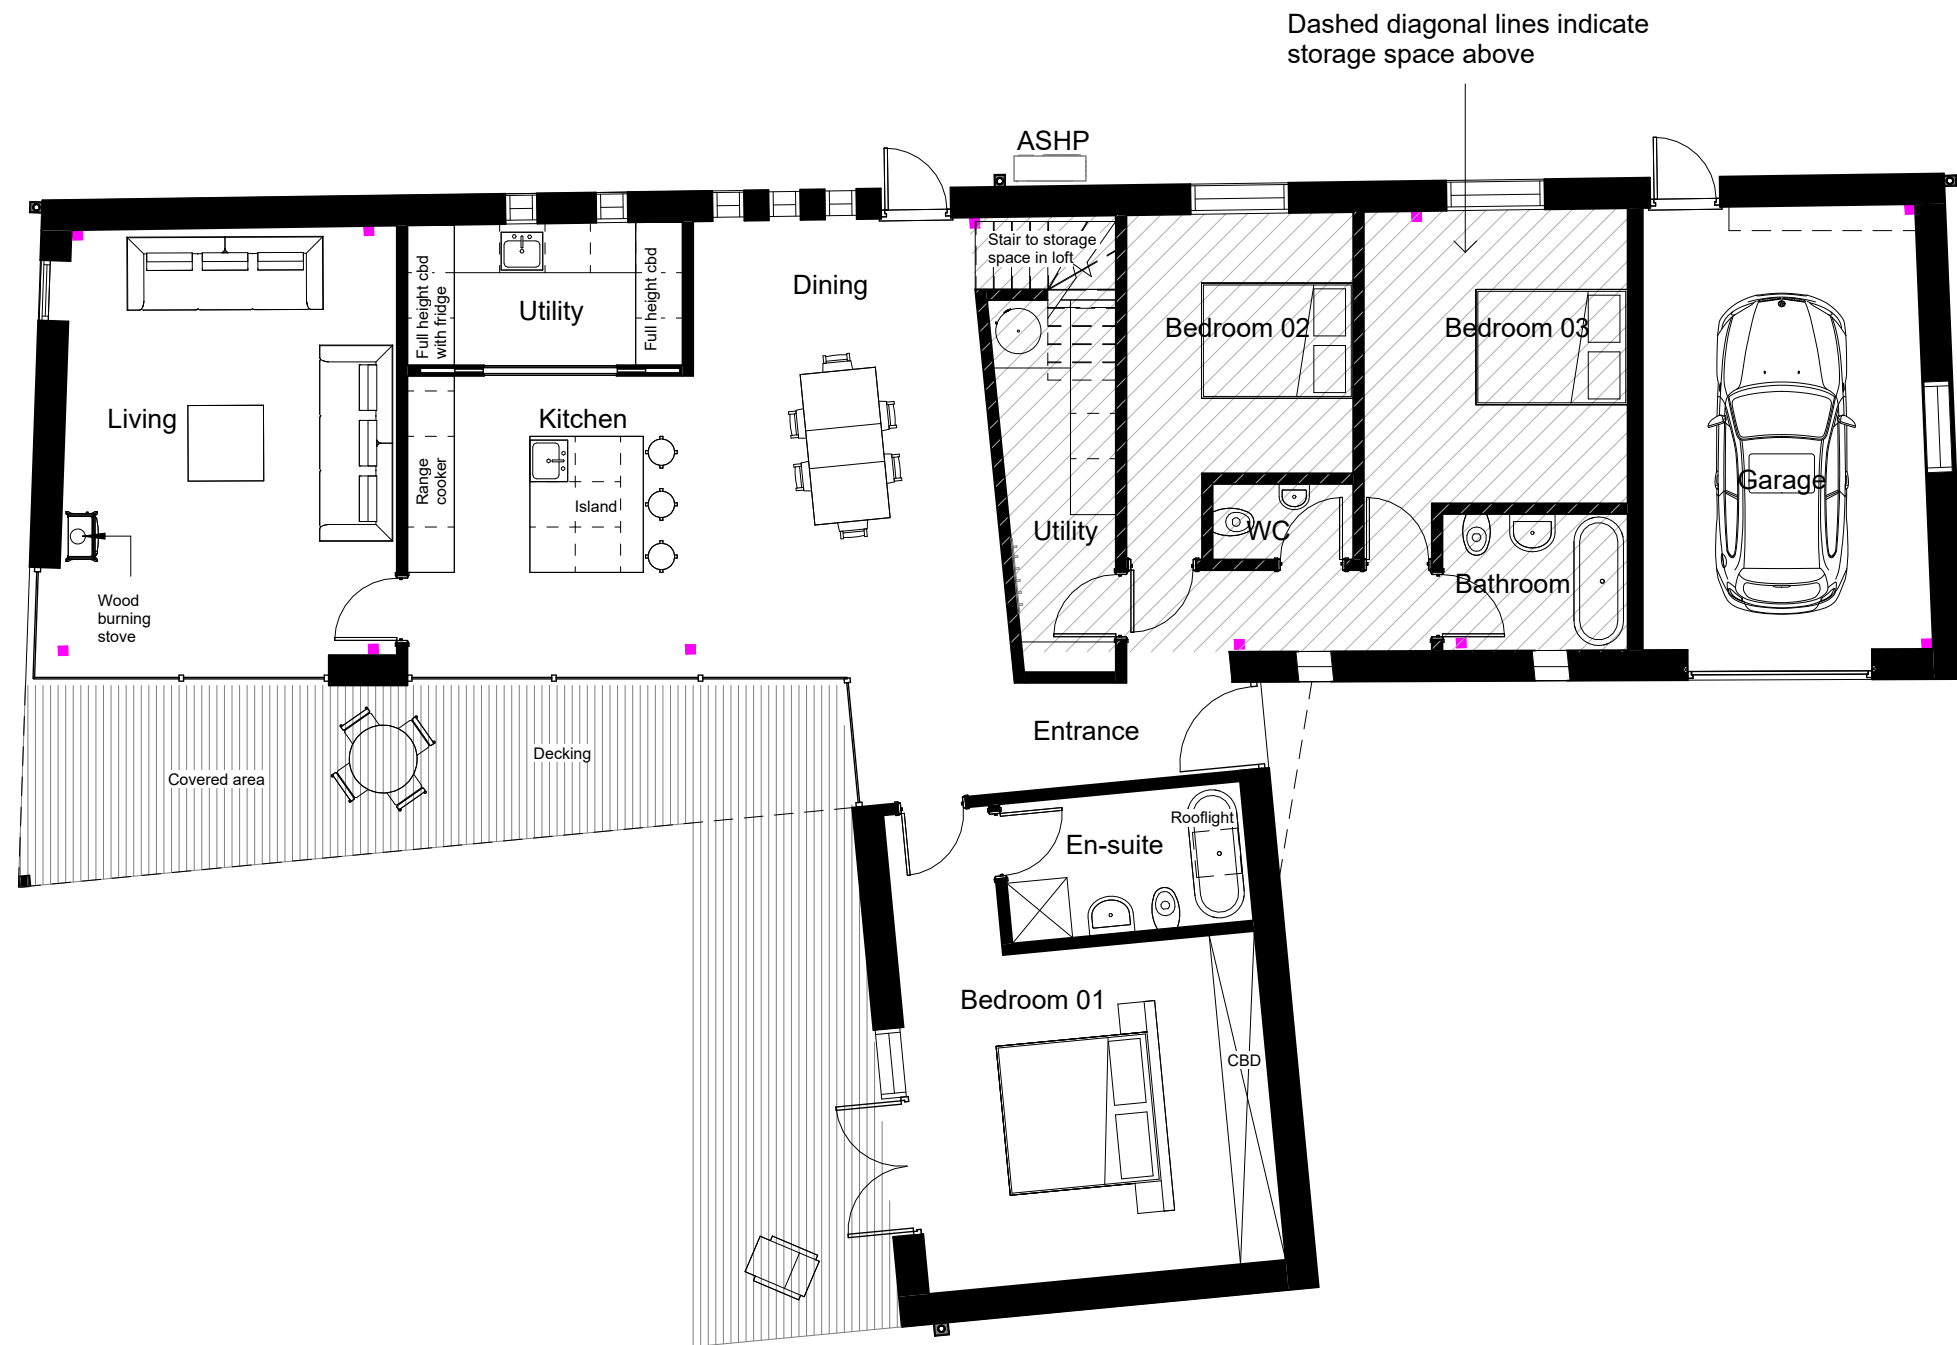 Dashed diagonal lines indicate
storage space above
ASHP
Stair to storage
space in loft
Full height cbd
with fridge
Utility
Full height cbd
Dining
Bedroom 02
Bedroom 03
Living
Kitchen
Range
cooker
Island
Garage
Utility
WC
Bathroom
Wood
burning
stove
Entrance
Covered area
Decking
Rooflight
En-suite
Bedroom 01
CBD